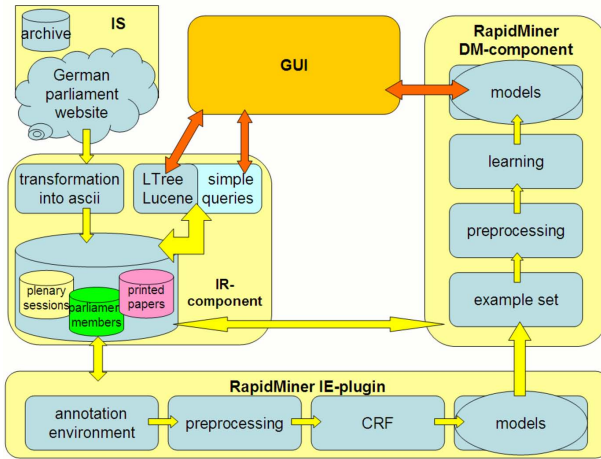 IS
archive
German
parliament
website
GUI
RapidMiner
DM-component
models
learning
preprocessing
example set
transformation
into ascii
LTree
Lucene
simple
queries
plenary
sessions
parliament
members
printed
papers
IR-
component
RapidMiner IE-plugin
annotation
environment
preprocessing
CRF
models